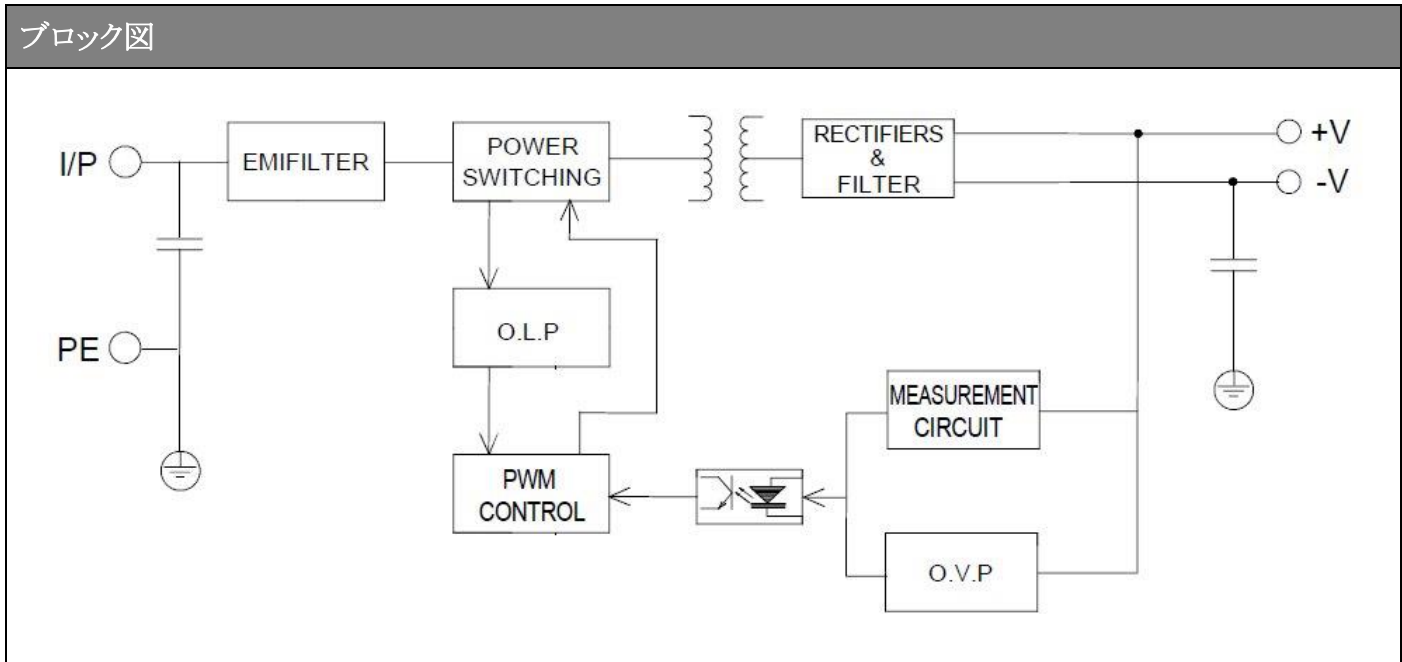 ブロック図
I/P
EMIFILTER
POWER
SWITCHING
RECTIFIERS
&
FILTER
+V
-V
PE
O.L.P
MEASUREMENT
CIRCUIT
PWM
CONTROL
O.V.P